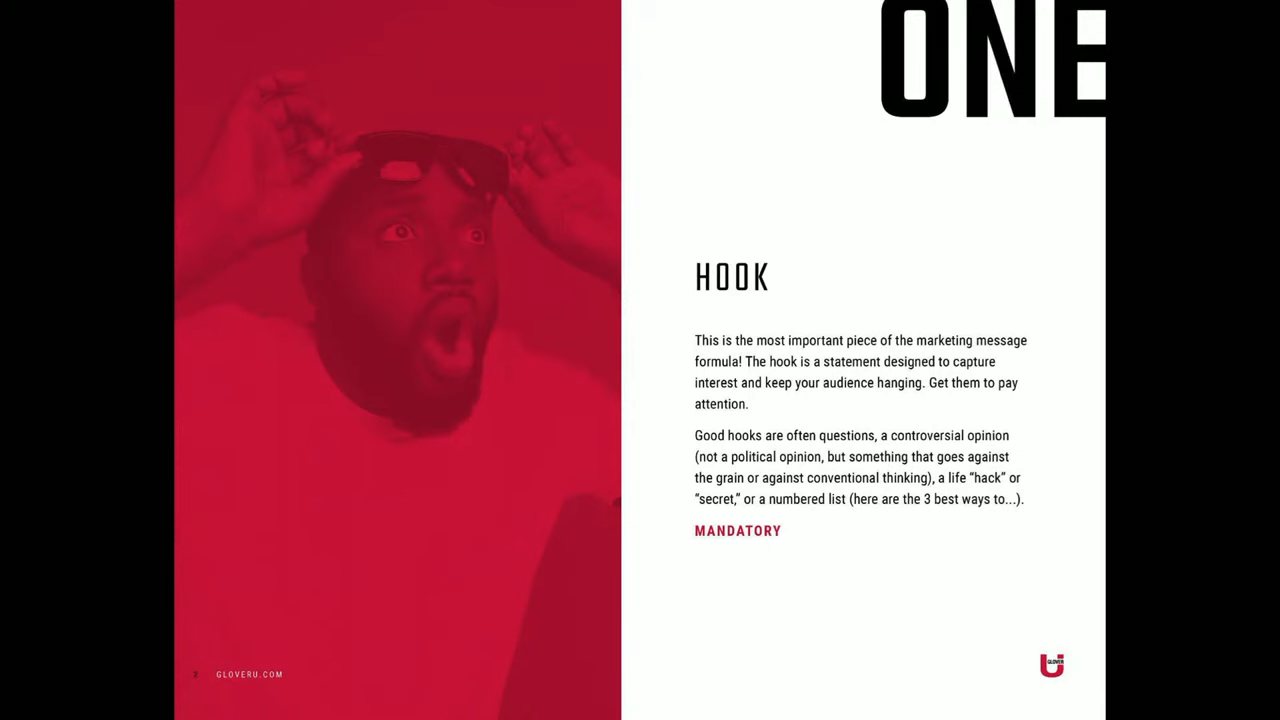 ONE
HOOK
This is the most important piece of the marketing message
formula! The hook is a statement designed to capture
interest and keep your audience hanging. Get them to pay
attention.
Good hooks are often questions, a controversial opinion
(not a political opinion, but something that goes against
the grain or against conventional thinking), a life “hack” or
“secret,” or a numbered list (here are the 3 best ways to...).
MANDATORY
3 GLOVERU.COM
U GLOVER